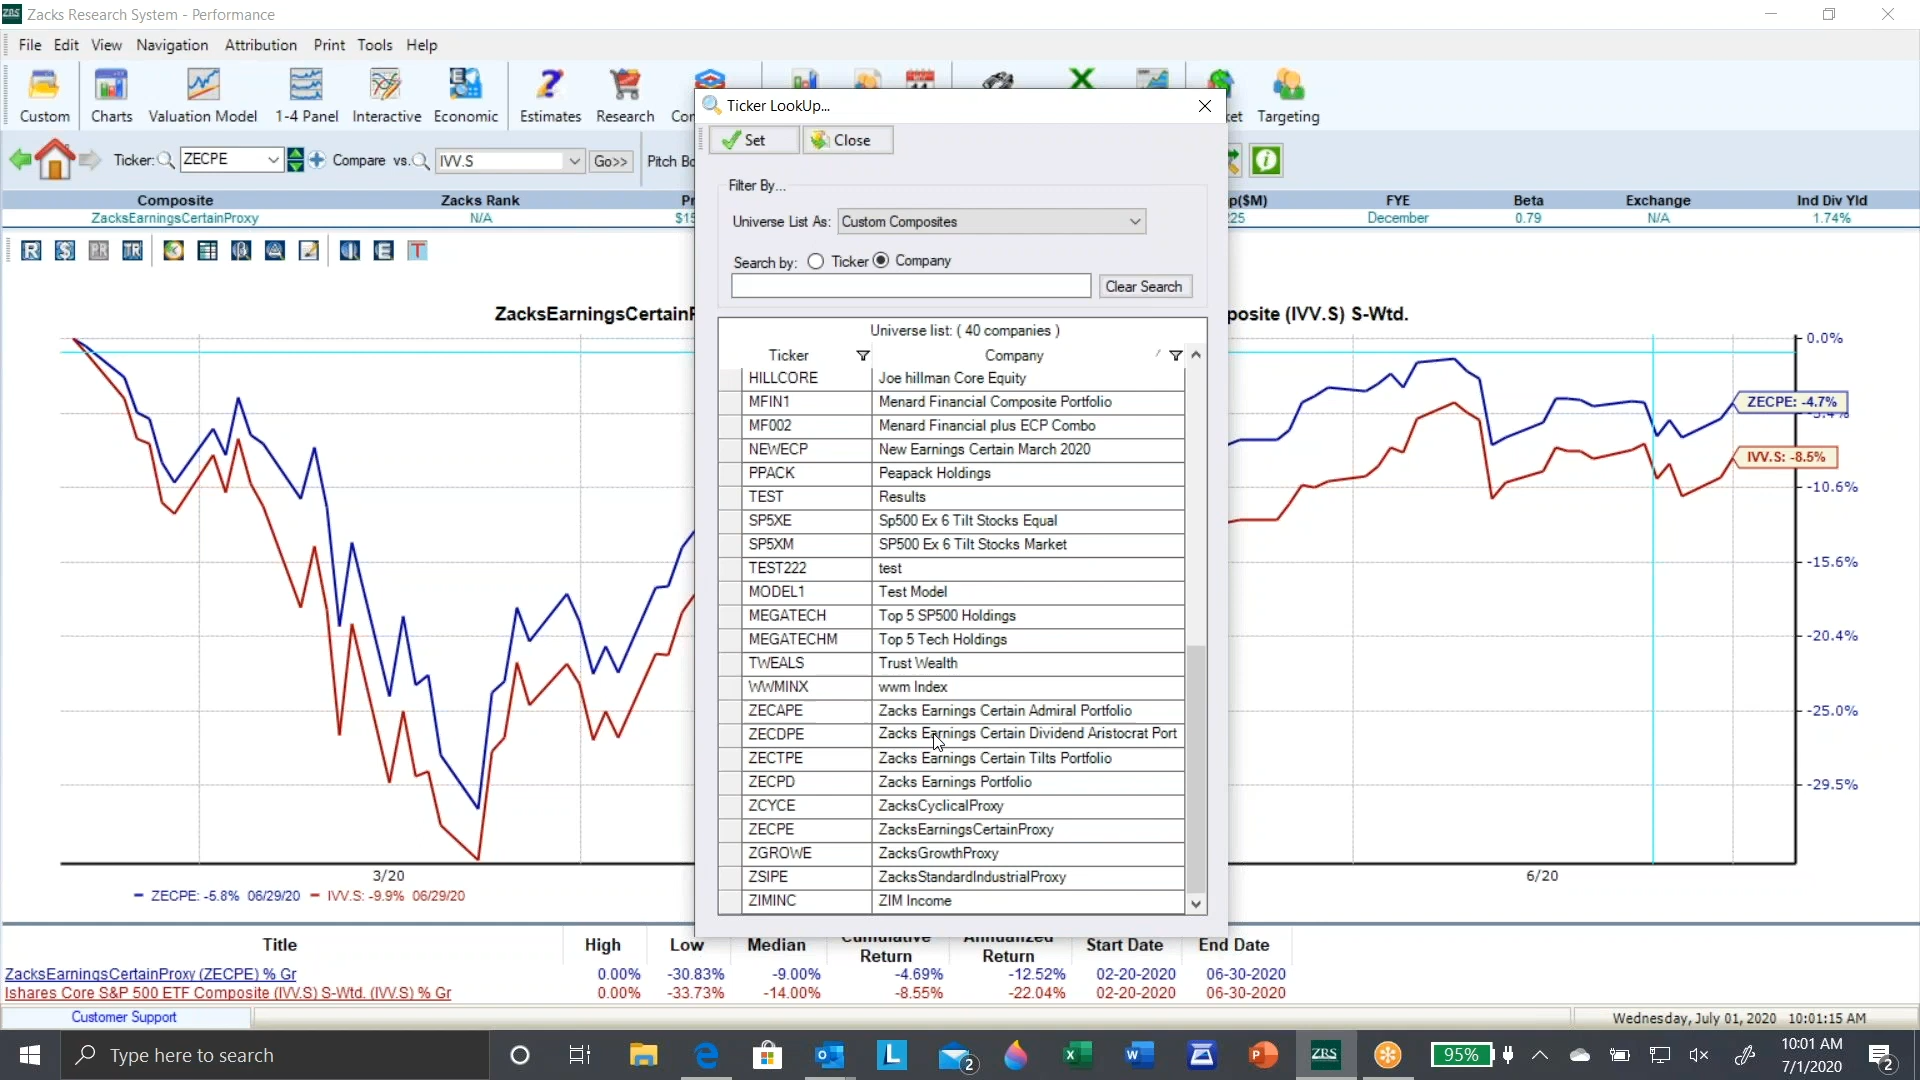 ZRS Zacks Research System - Performance
File Edit View Navigation Attribution Print Tools Help
Custom Charts Valuation Model 1-4 Panel Interactive Economic Estimates Research Targeting
Ticker: ZECPE Compare vs. IVV.S Go>> Pitch
Composite Zacks Rank FYE Beta Exchange Ind Div Yld
ZacksEarningsCertainProxy N/A December 0.79 N/A 1.74%
R $ PR TR E T
ZacksEarningsCertain
posite (IVV.S) S-Wtd.
Ticker LookUp...
Set Close
Filter By...
Universe List As: Custom Composites
Search by: Ticker Company
Clear Search
Universe list: ( 40 companies )
Ticker Company
HILLCORE Joe hillman Core Equity
MFIN1 Menard Financial Composite Portfolio
MF002 Menard Financial plus ECP Combo
NEWECP New Earnings Certain March 2020
PPACK Peapack Holdings
TEST Results
SP5XE Sp500 Ex 6 Tilt Stocks Equal
SP5XM SP500 Ex 6 Tilt Stocks Market
TEST222 test
MODEL1 Test Model
MEGATECH Top 5 SP500 Holdings
MEGATECHM Top 5 Tech Holdings
TWEALS Trust Wealth
WWMINX wwm Index
ZECAPE Zacks Earnings Certain Admiral Portfolio
ZECDPE Zacks Earnings Certain Dividend Aristocrat Port
ZECTPE Zacks Earnings Certain Tilts Portfolio
ZECPD Zacks Earnings Portfolio
ZCYCE ZacksCyclicalProxy
ZECPE ZacksEarningsCertainProxy
ZGROWE ZacksGrowthProxy
ZSIPE ZacksStandardIndustrialProxy
ZIMINC ZIM Income
0.0%
ZECPE: -4.7%
IVV.S: -8.5%
-10.6%
-15.6%
-20.4%
-25.0%
-29.5%
3/20 6/20
ZECPE: -5.8% 06/29/20 IVV.S: -9.9% 06/29/20
Title High Low Median Cumulative Return Annualized Return Start Date End Date
ZacksEarningsCertainProxy (ZECPE) % Gr 0.00% -30.83% -9.00% -4.69% -12.52% 02-20-2020 06-30-2020
Ishares Core S&P 500 ETF Composite (IVV.S) S-Wtd. (IVV.S) % Gr 0.00% -33.73% -14.00% -8.55% -22.04% 02-20-2020 06-30-2020
Customer Support Wednesday, July 01, 2020 10:01:15 AM
Type here to search 2 ZRS 95% 10:01 AM 2
7/1/2020